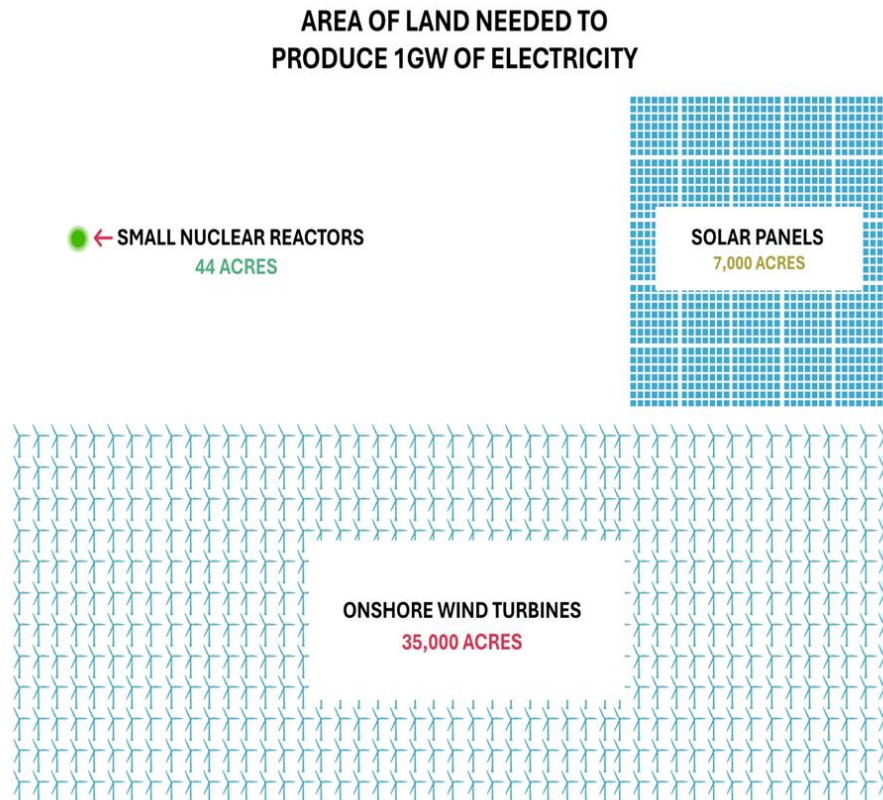 AREA OF LAND NEEDED TO
PRODUCE 1GW OF ELECTRICITY
SMALL NUCLEAR REACTORS
44 ACRES
SOLAR PANELS
7,000 ACRES
ONSHORE WIND TURBINES
35,000 ACRES